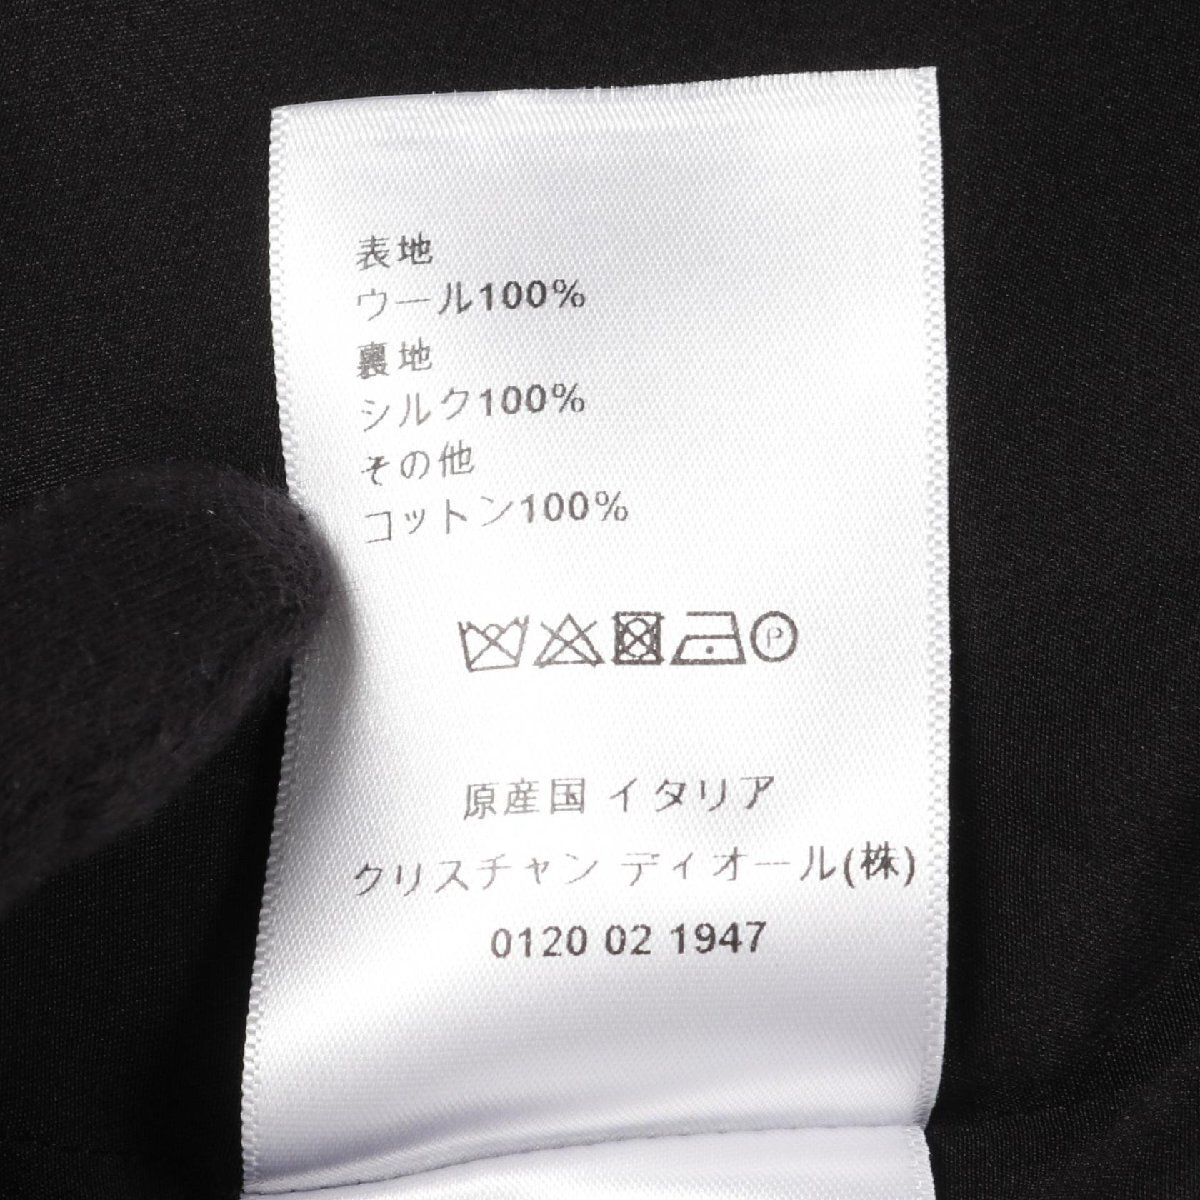 表地
ウール100%
裏地
シルク100%
その他
コットン100%
P
原産国 イタリア
クリスチャン ディオール(株)
0120 02 1947